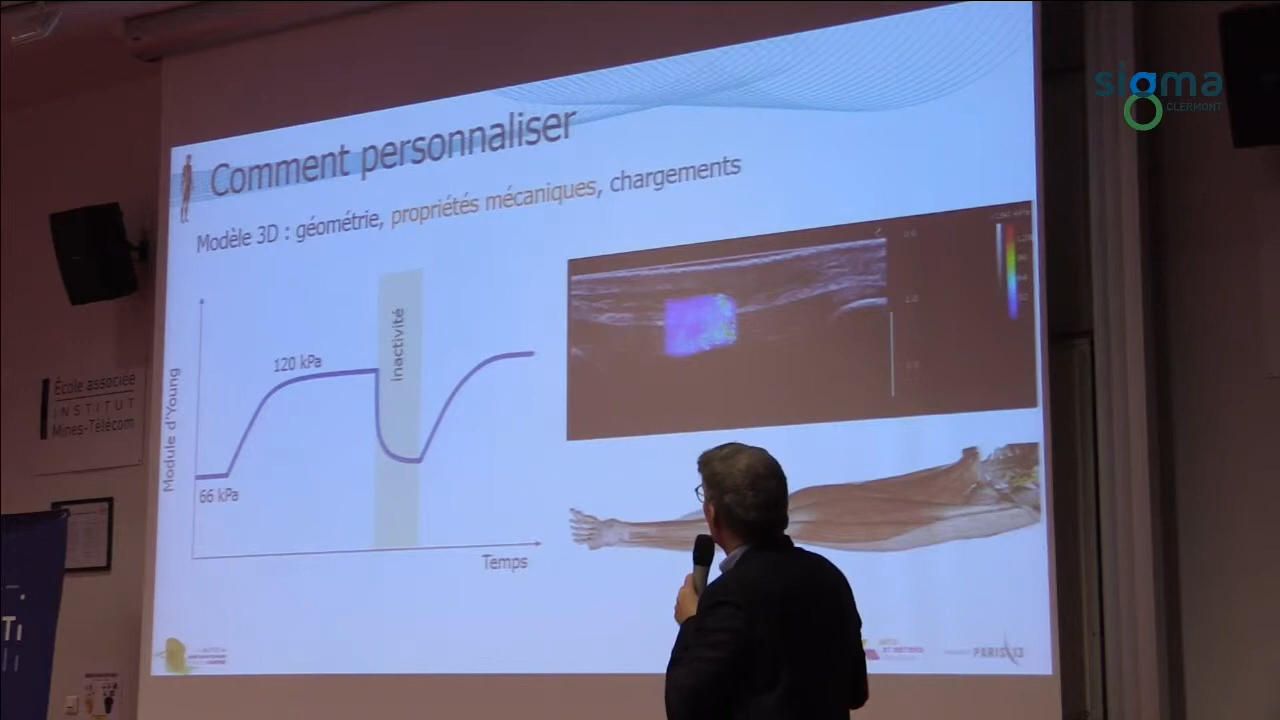 sigma
CLERMONT
Comment personnaliser
Modèle 3D : géométrie, propriétés mécaniques, chargements
Module d'Young
120 kPa
inactivité
66 kPa
Temps
École associée
INSTITUT
Mines-Télécom
PARIS 13